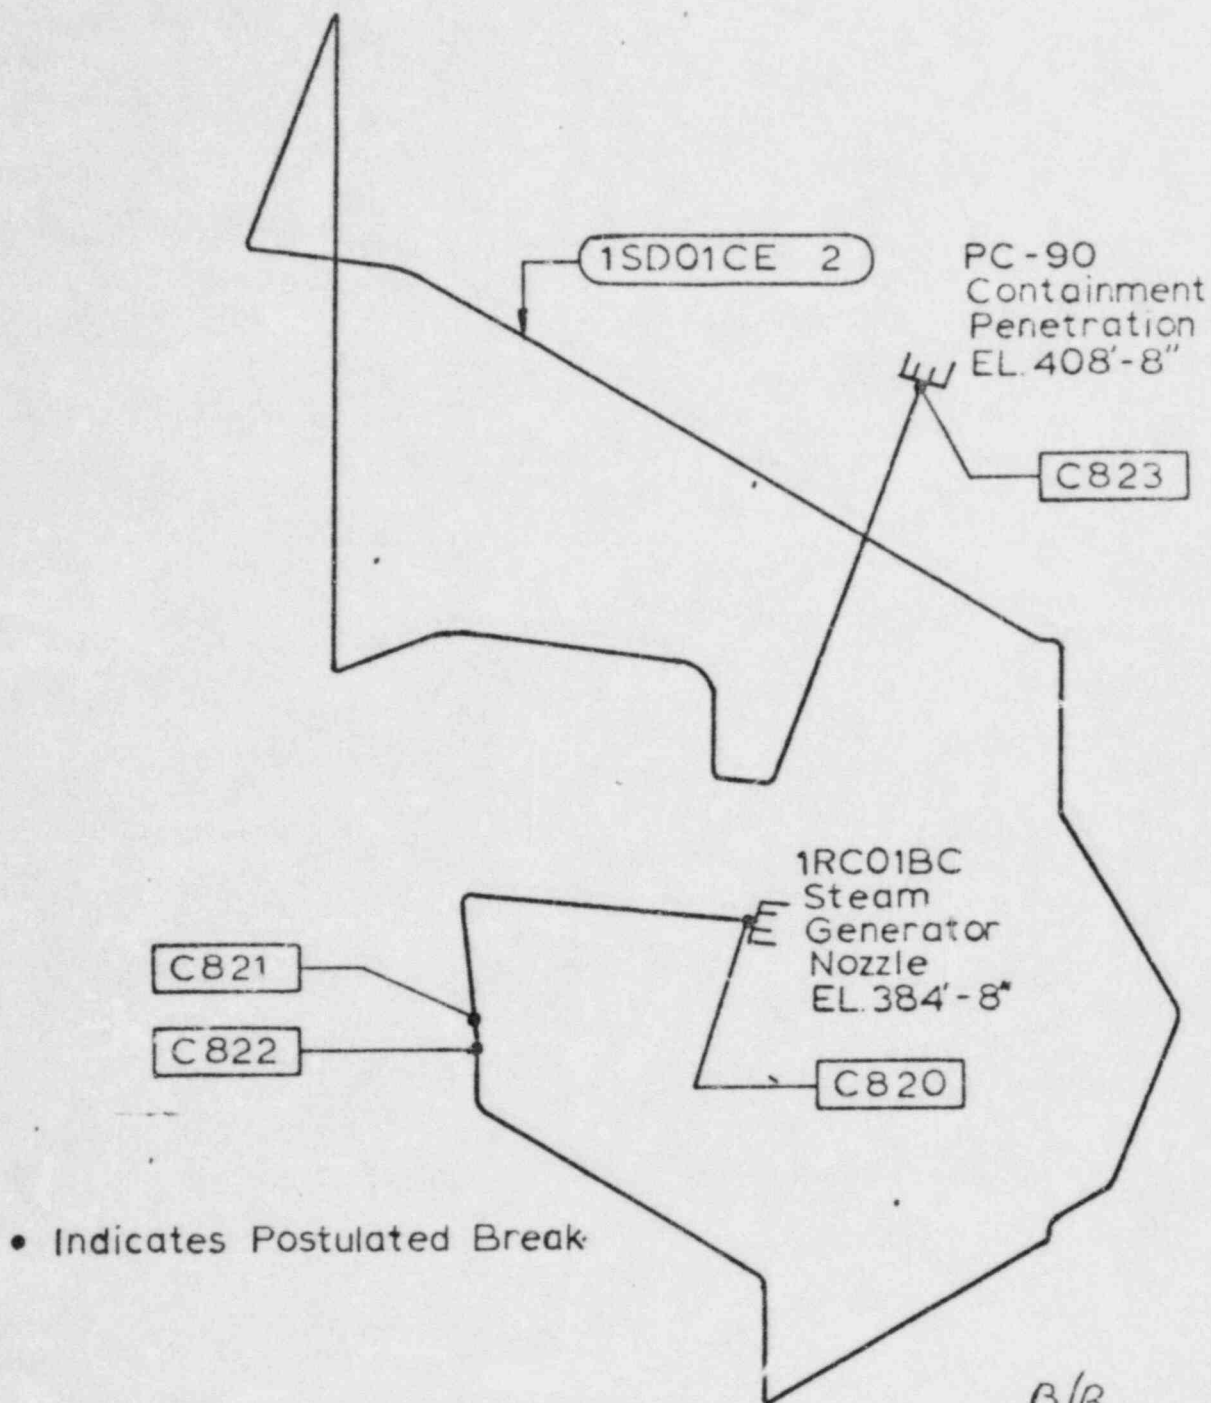 1SD01CE 2
PC-90
Containment
Penetration
EL. 408'-8"
C823
1RC01BC
Steam
Generator
Nozzle
EL. 384'-8"
C821
C822
C820
• Indicates Postulated Break
B/B